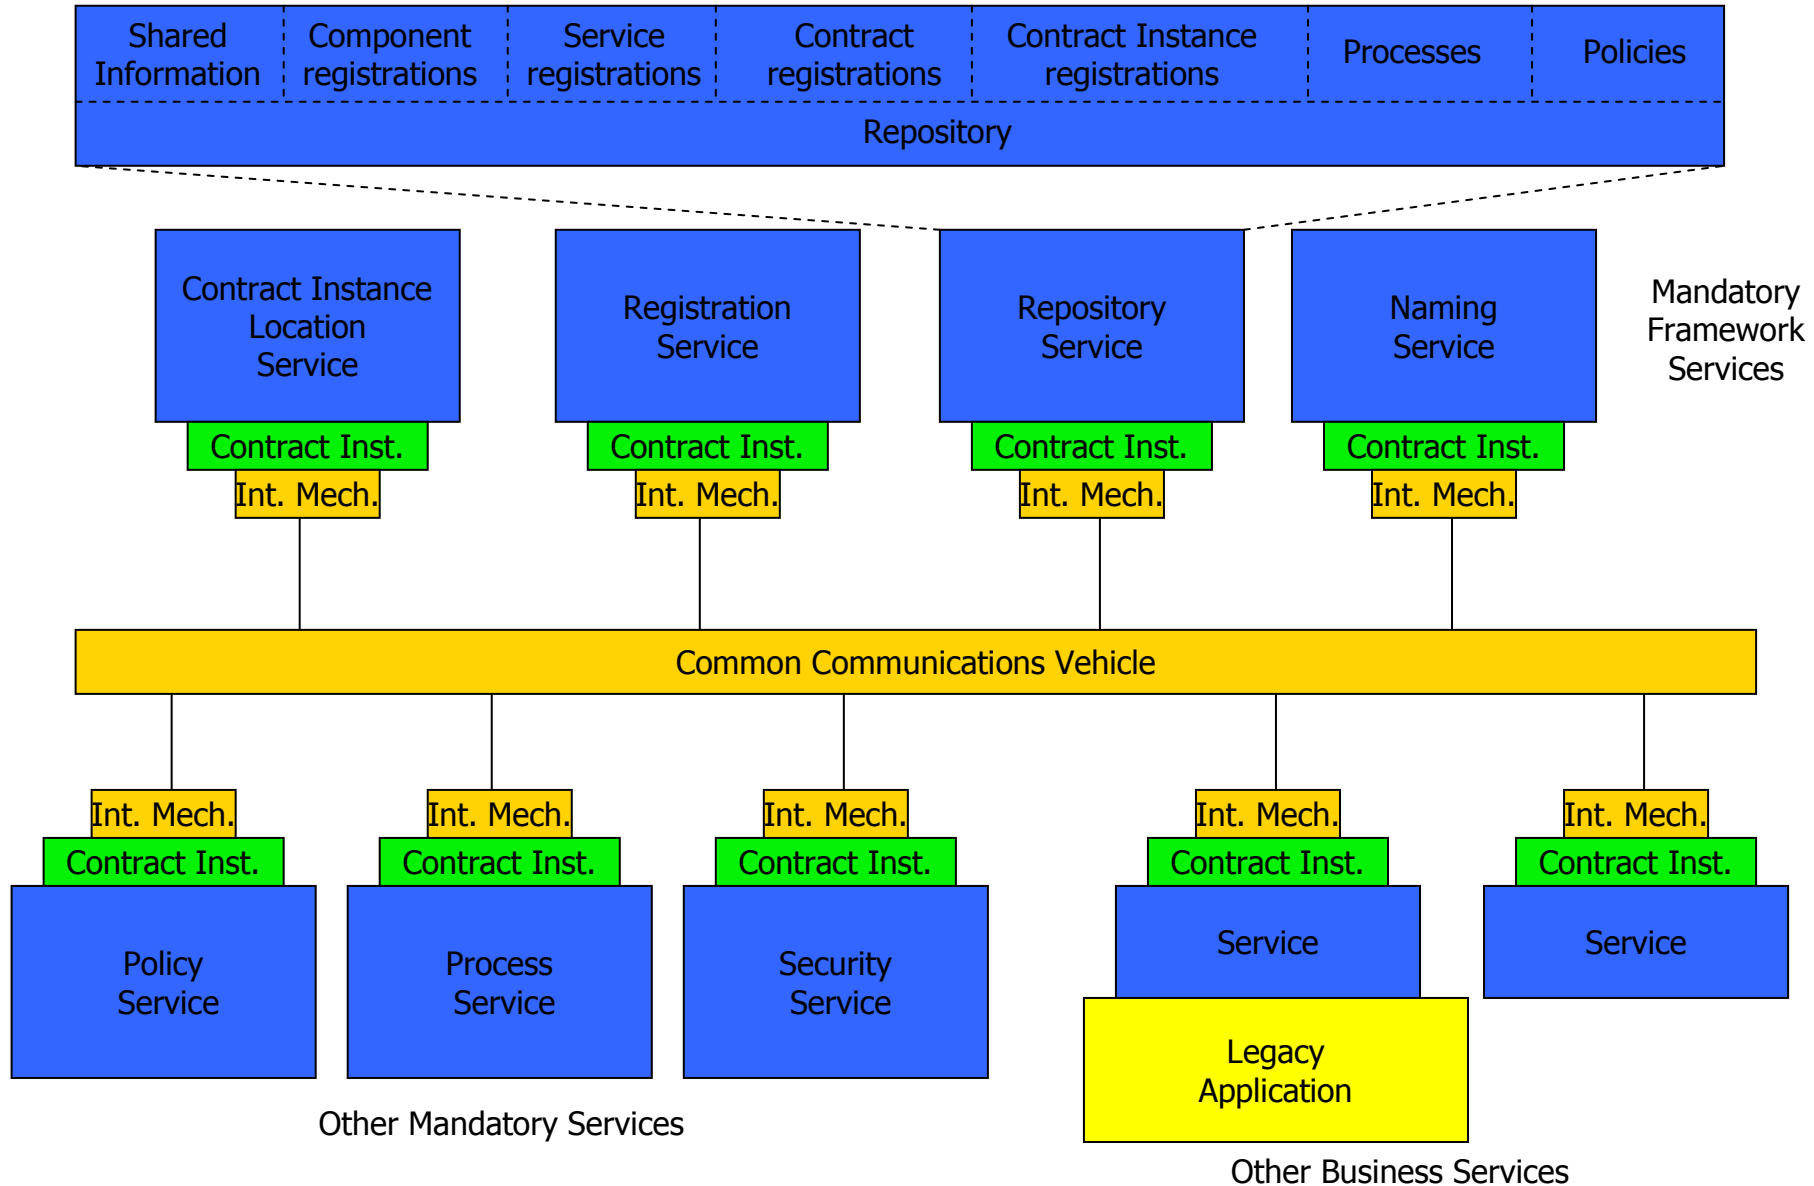 Shared
Information
Component
registrations
Service
registrations
Contract
registrations
Contract Instance
registrations
Processes
Policies
Repository
Contract Instance
Location
Service
Registration
Service
Repository
Service
Naming
Service
Mandatory
Framework
Services
Contract Inst.
Contract Inst.
Contract Inst.
Contract Inst.
Int. Mech.
Int. Mech.
Int. Mech.
Int. Mech.
Common Communications Vehicle
Int. Mech.
Int. Mech.
Int. Mech.
Int. Mech.
Int. Mech.
Contract Inst.
Contract Inst.
Contract Inst.
Contract Inst.
Contract Inst.
Policy
Service
Process
Service
Security
Service
Service
Service
Legacy
Application
Other Mandatory Services
Other Business Services